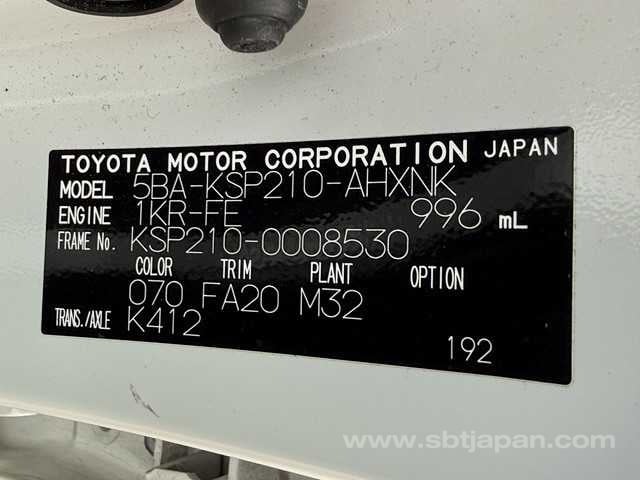 TOYOTA MOTOR CORPORATION JAPAN
MODEL 5BA-KSP210-AHXNK
ENGINE 1KR-FE 996 mL
FRAME No. KSP210-0008530
COLOR TRIM PLANT OPTION
070 FA20 M32
TRANS./AXLE K412
192
www.sbtjapan.com